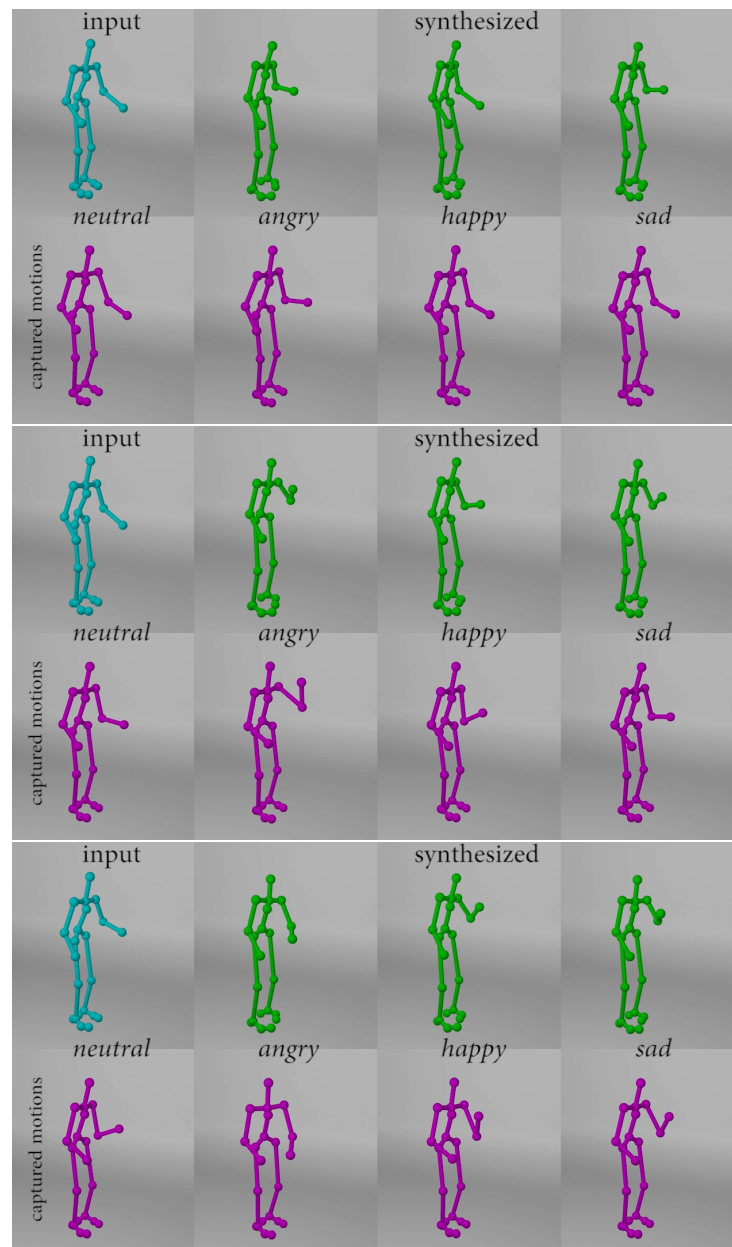 input synthesized
neutral angry happy sad
captured motions
input synthesized
neutral angry happy sad
captured motions
input synthesized
neutral angry happy sad
captured motions